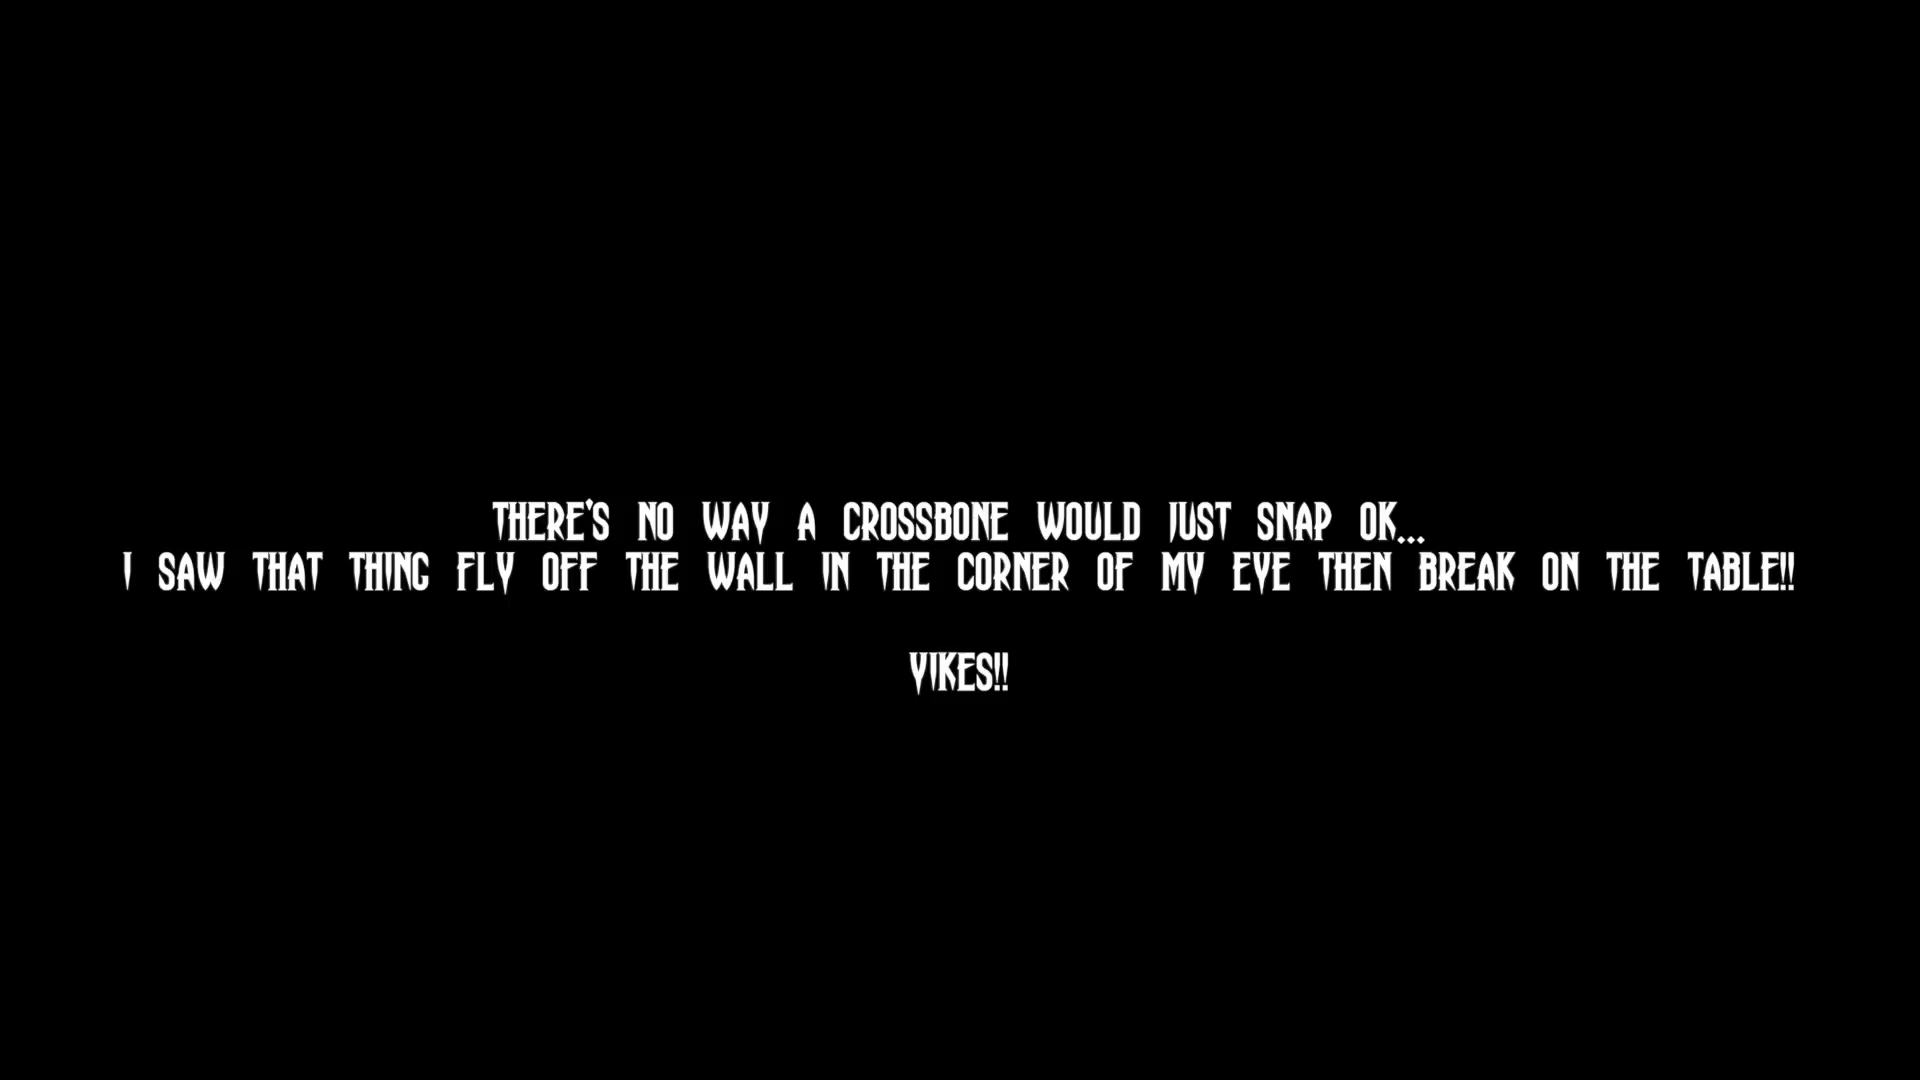 THERE'S NO WAY A CROSSBONE WOULD JUST SNAP OK...
I SAW THAT THING FLY OFF THE WALL IN THE CORNER OF MY EYE THEN BREAK ON THE TABLE!!
YIKES!!